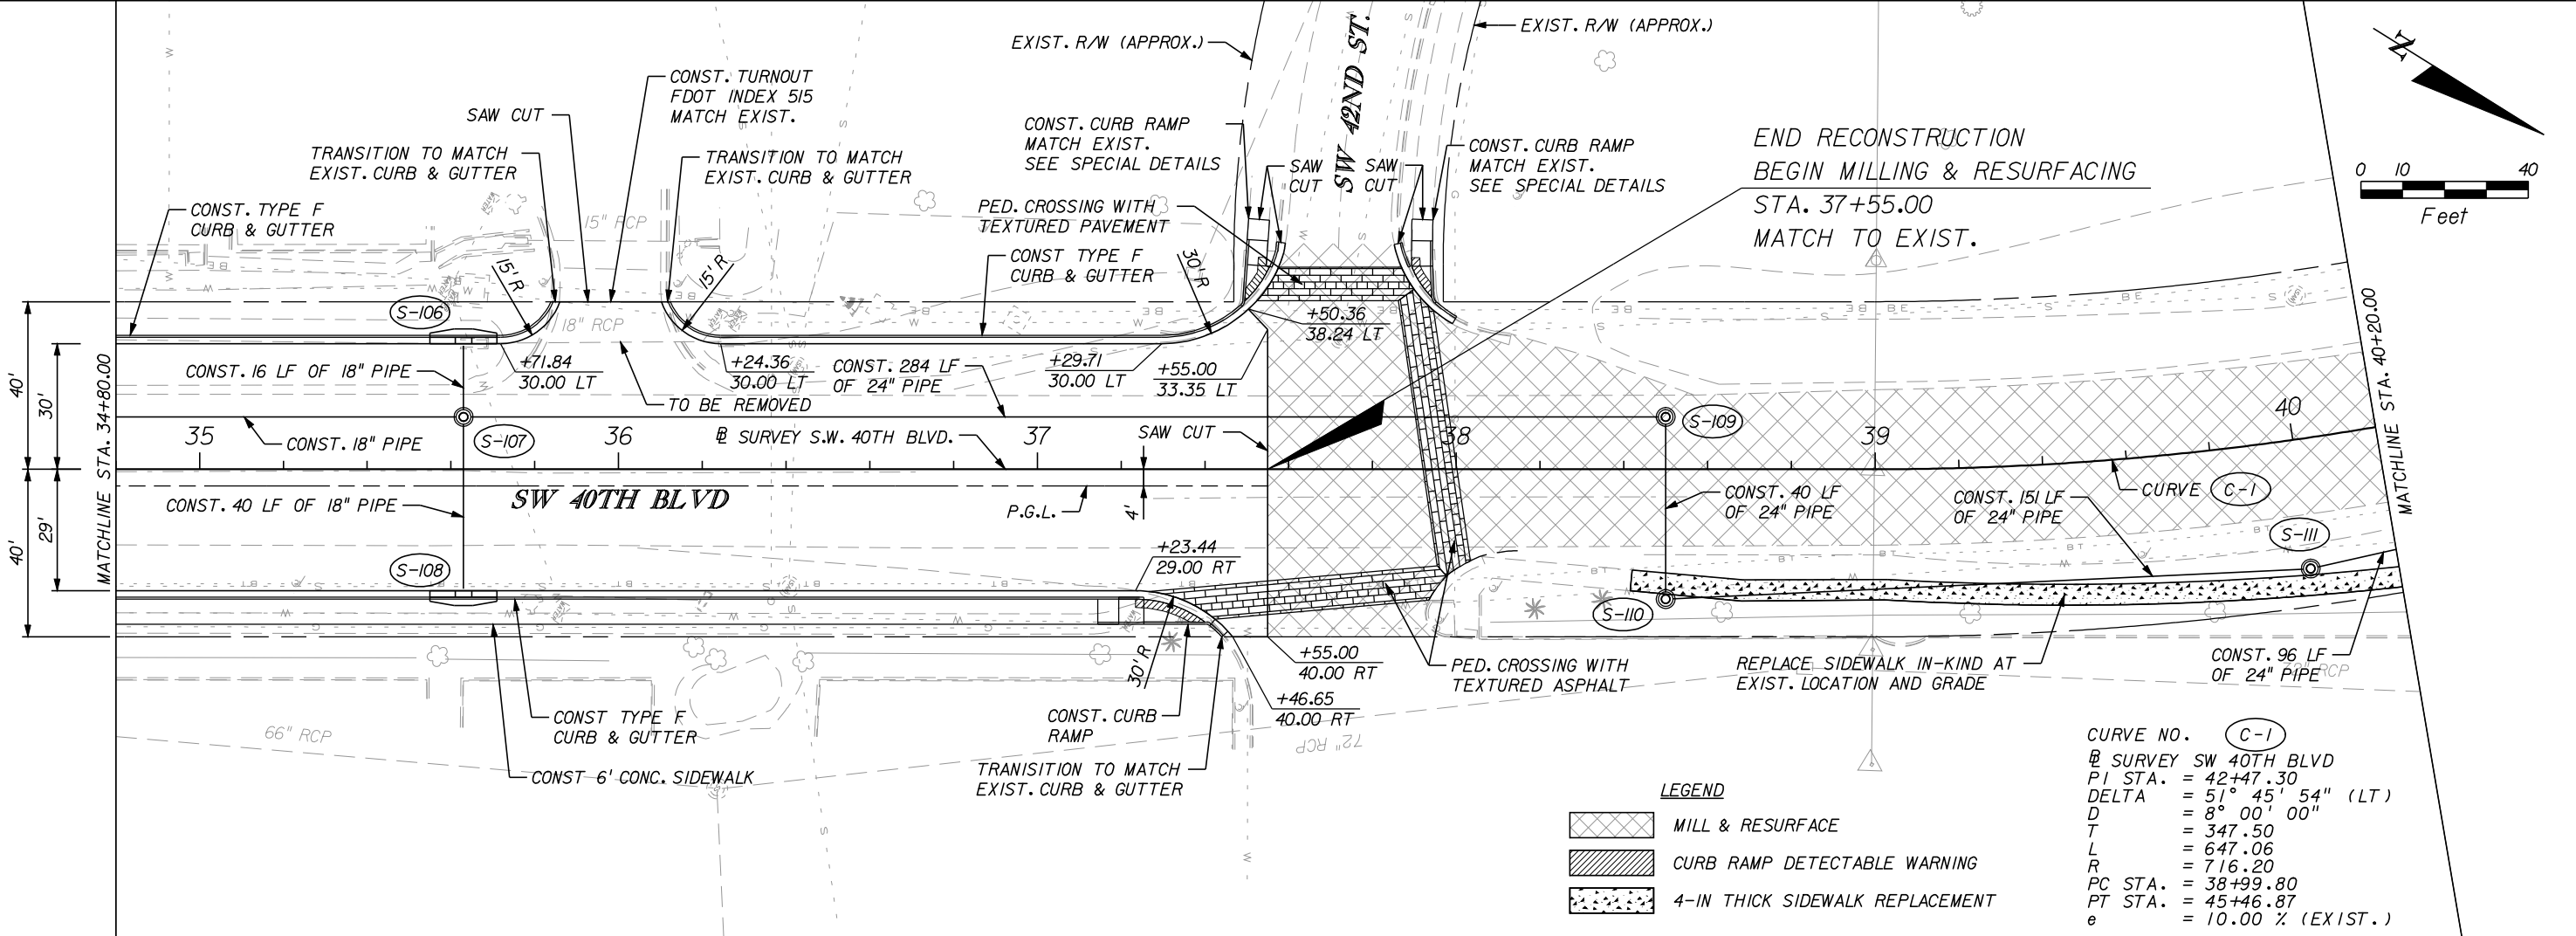 EXIST. R/W (APPROX.)
EXIST. R/W (APPROX.)
SW 42ND ST.
N
0 10 40
Feet
CONST. TURNOUT
FDOT INDEX 515
MATCH EXIST.
SAW CUT
TRANSITION TO MATCH
EXIST. CURB & GUTTER
TRANSITION TO MATCH
EXIST. CURB & GUTTER
CONST. CURB RAMP
MATCH EXIST.
SEE SPECIAL DETAILS
SAW
CUT
SAW
CUT
CONST. CURB RAMP
MATCH EXIST.
SEE SPECIAL DETAILS
END RECONSTRUCTION
BEGIN MILLING & RESURFACING
STA. 37+55.00
MATCH TO EXIST.
CONST. TYPE F
CURB & GUTTER
15" RCP
PED. CROSSING WITH
TEXTURED PAVEMENT
CONST TYPE F
CURB & GUTTER
15' R
15' R
30' R
S-106
18" RCP
+50.36
38.24 LT
+71.84
30.00 LT
+24.36
30.00 LT
CONST. 284 LF
OF 24" PIPE
+29.71
30.00 LT
+55.00
33.35 LT
CONST. 16 LF OF 18" PIPE
TO BE REMOVED
40'
30'
MATCHLINE STA. 34+80.00
MATCHLINE STA. 40+20.00
35
CONST. 18" PIPE
S-107
36
BL SURVEY S.W. 40TH BLVD.
37
SAW CUT
38
S-109
39
40
CONST. 40 LF OF 18" PIPE
SW 40TH BLVD
P.G.L.
4'
CONST. 40 LF
OF 24" PIPE
CONST. 151 LF
OF 24" PIPE
CURVE C-1
40'
29'
S-108
+23.44
29.00 RT
S-111
S-110
30' R
+55.00
40.00 RT
PED. CROSSING WITH
TEXTURED ASPHALT
REPLACE SIDEWALK IN-KIND AT
EXIST. LOCATION AND GRADE
CONST. 96 LF
OF 24" PIPE
+46.65
40.00 RT
66" RCP
72" RCP
CONST TYPE F
CURB & GUTTER
CONST. CURB
RAMP
CONST 6' CONC. SIDEWALK
TRANISITION TO MATCH
EXIST. CURB & GUTTER
LEGEND
MILL & RESURFACE
CURB RAMP DETECTABLE WARNING
4-IN THICK SIDEWALK REPLACEMENT
CURVE NO. C-1
BL SURVEY SW 40TH BLVD
PI STA. = 42+47.30
DELTA = 51° 45' 54" (LT)
D = 8° 00' 00"
T = 347.50
L = 647.06
R = 716.20
PC STA. = 38+99.80
PT STA. = 45+46.87
e = 10.00 % (EXIST.)